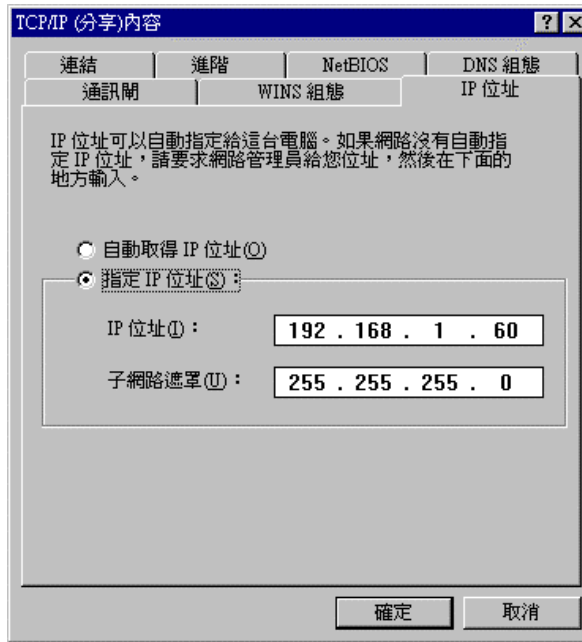 TCP/IP (分享)內容
連結 進階 NetBIOS DNS 組態
通訊閘 WINS 組態 IP 位址
IP 位址可以自動指定給這台電腦。如果網路沒有自動指
定 IP 位址，請要求網路管理員給您位址，然後在下面的
地方輸入。
自動取得 IP 位址(O)
指定 IP 位址(S)：
IP 位址(I)： 192 . 168 . 1 . 60
子網路遮罩(U)： 255 . 255 . 255 . 0
確定 取消